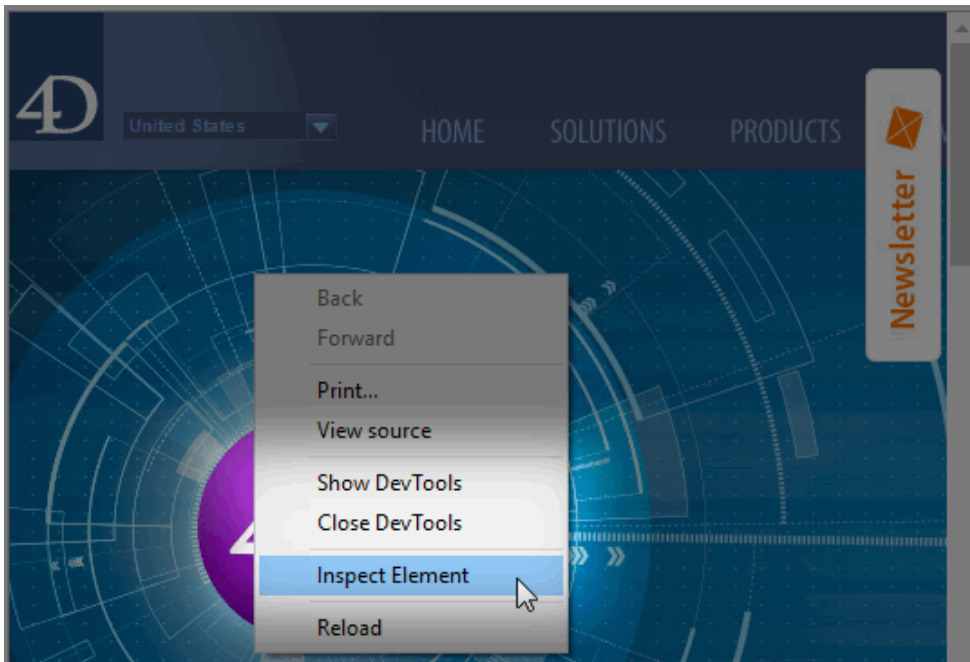 4D
United States
HOME SOLUTIONS PRODUCTS
Newsletter
Back
Forward
Print...
View source
Show DevTools
Close DevTools
Inspect Element
Reload